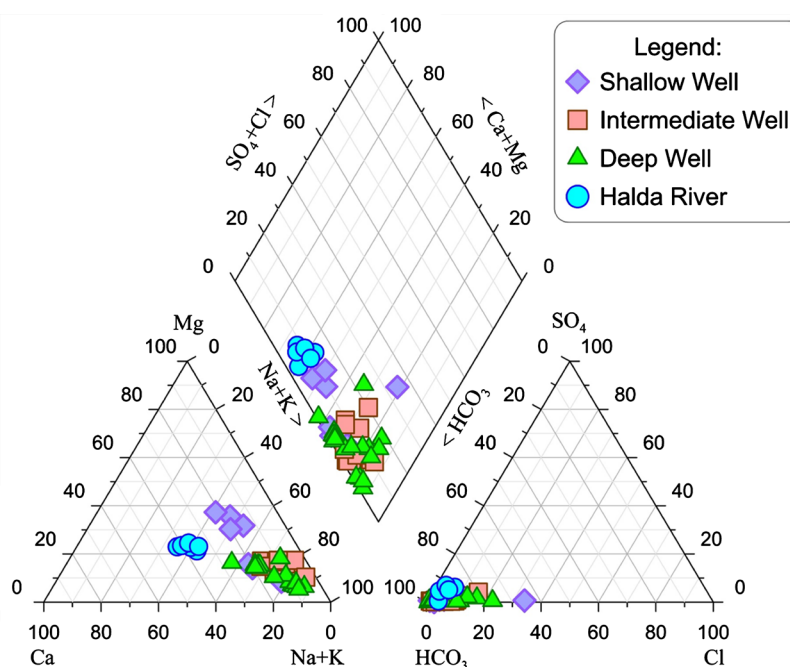 Legend:
Shallow Well
Intermediate Well
Deep Well
Halda River
100 100
80 80
60 60
40 40
20 20
0 0
SO₄+Cl >
< Ca+Mg
Na+K >
< HCO₃
Mg
100 0
80 20
60 40
40 60
20 80
0 100
100 80 60 40 20 0
Ca Na+K
SO₄
0 100
60 40
80 20
100 0
80
60
40
20
0
0 20 40 60 80 100
HCO₃ Cl